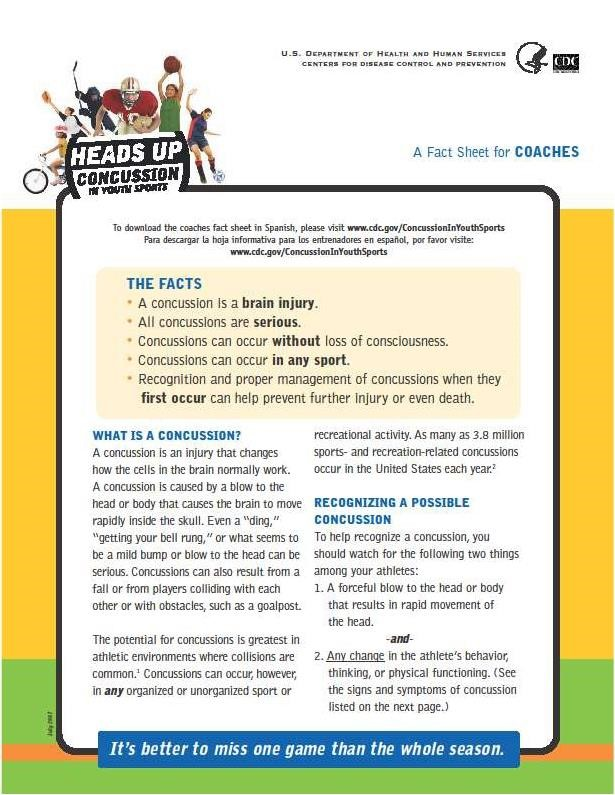 U.S. DEPARTMENT OF HEALTH AND HUMAN SERVICES
CENTERS FOR DISEASE CONTROL AND PREVENTION
CDC
HEADS UP
CONCUSSION
IN YOUTH SPORTS
A Fact Sheet for COACHES
To download the coaches fact sheet in Spanish, please visit www.cdc.gov/ConcussionInYouthSports
Para descargar la hoja informativa para los entrenadores en español, por favor visite:
www.cdc.gov/ConcussionInYouthSports
THE FACTS
• A concussion is a brain injury.
• All concussions are serious.
• Concussions can occur without loss of consciousness.
• Concussions can occur in any sport.
• Recognition and proper management of concussions when they
first occur can help prevent further injury or even death.
WHAT IS A CONCUSSION?
A concussion is an injury that changes
how the cells in the brain normally work.
A concussion is caused by a blow to the
head or body that causes the brain to move
rapidly inside the skull. Even a “ding,”
“getting your bell rung,” or what seems to
be a mild bump or blow to the head can be
serious. Concussions can also result from a
fall or from players colliding with each
other or with obstacles, such as a goalpost.
The potential for concussions is greatest in
athletic environments where collisions are
common.¹ Concussions can occur, however,
in any organized or unorganized sport or
recreational activity. As many as 3.8 million
sports- and recreation-related concussions
occur in the United States each year.²
RECOGNIZING A POSSIBLE
CONCUSSION
To help recognize a concussion, you
should watch for the following two things
among your athletes:
1. A forceful blow to the head or body
that results in rapid movement of
the head.
-and-
2. Any change in the athlete’s behavior,
thinking, or physical functioning. (See
the signs and symptoms of concussion
listed on the next page.)
July 2007
It’s better to miss one game than the whole season.